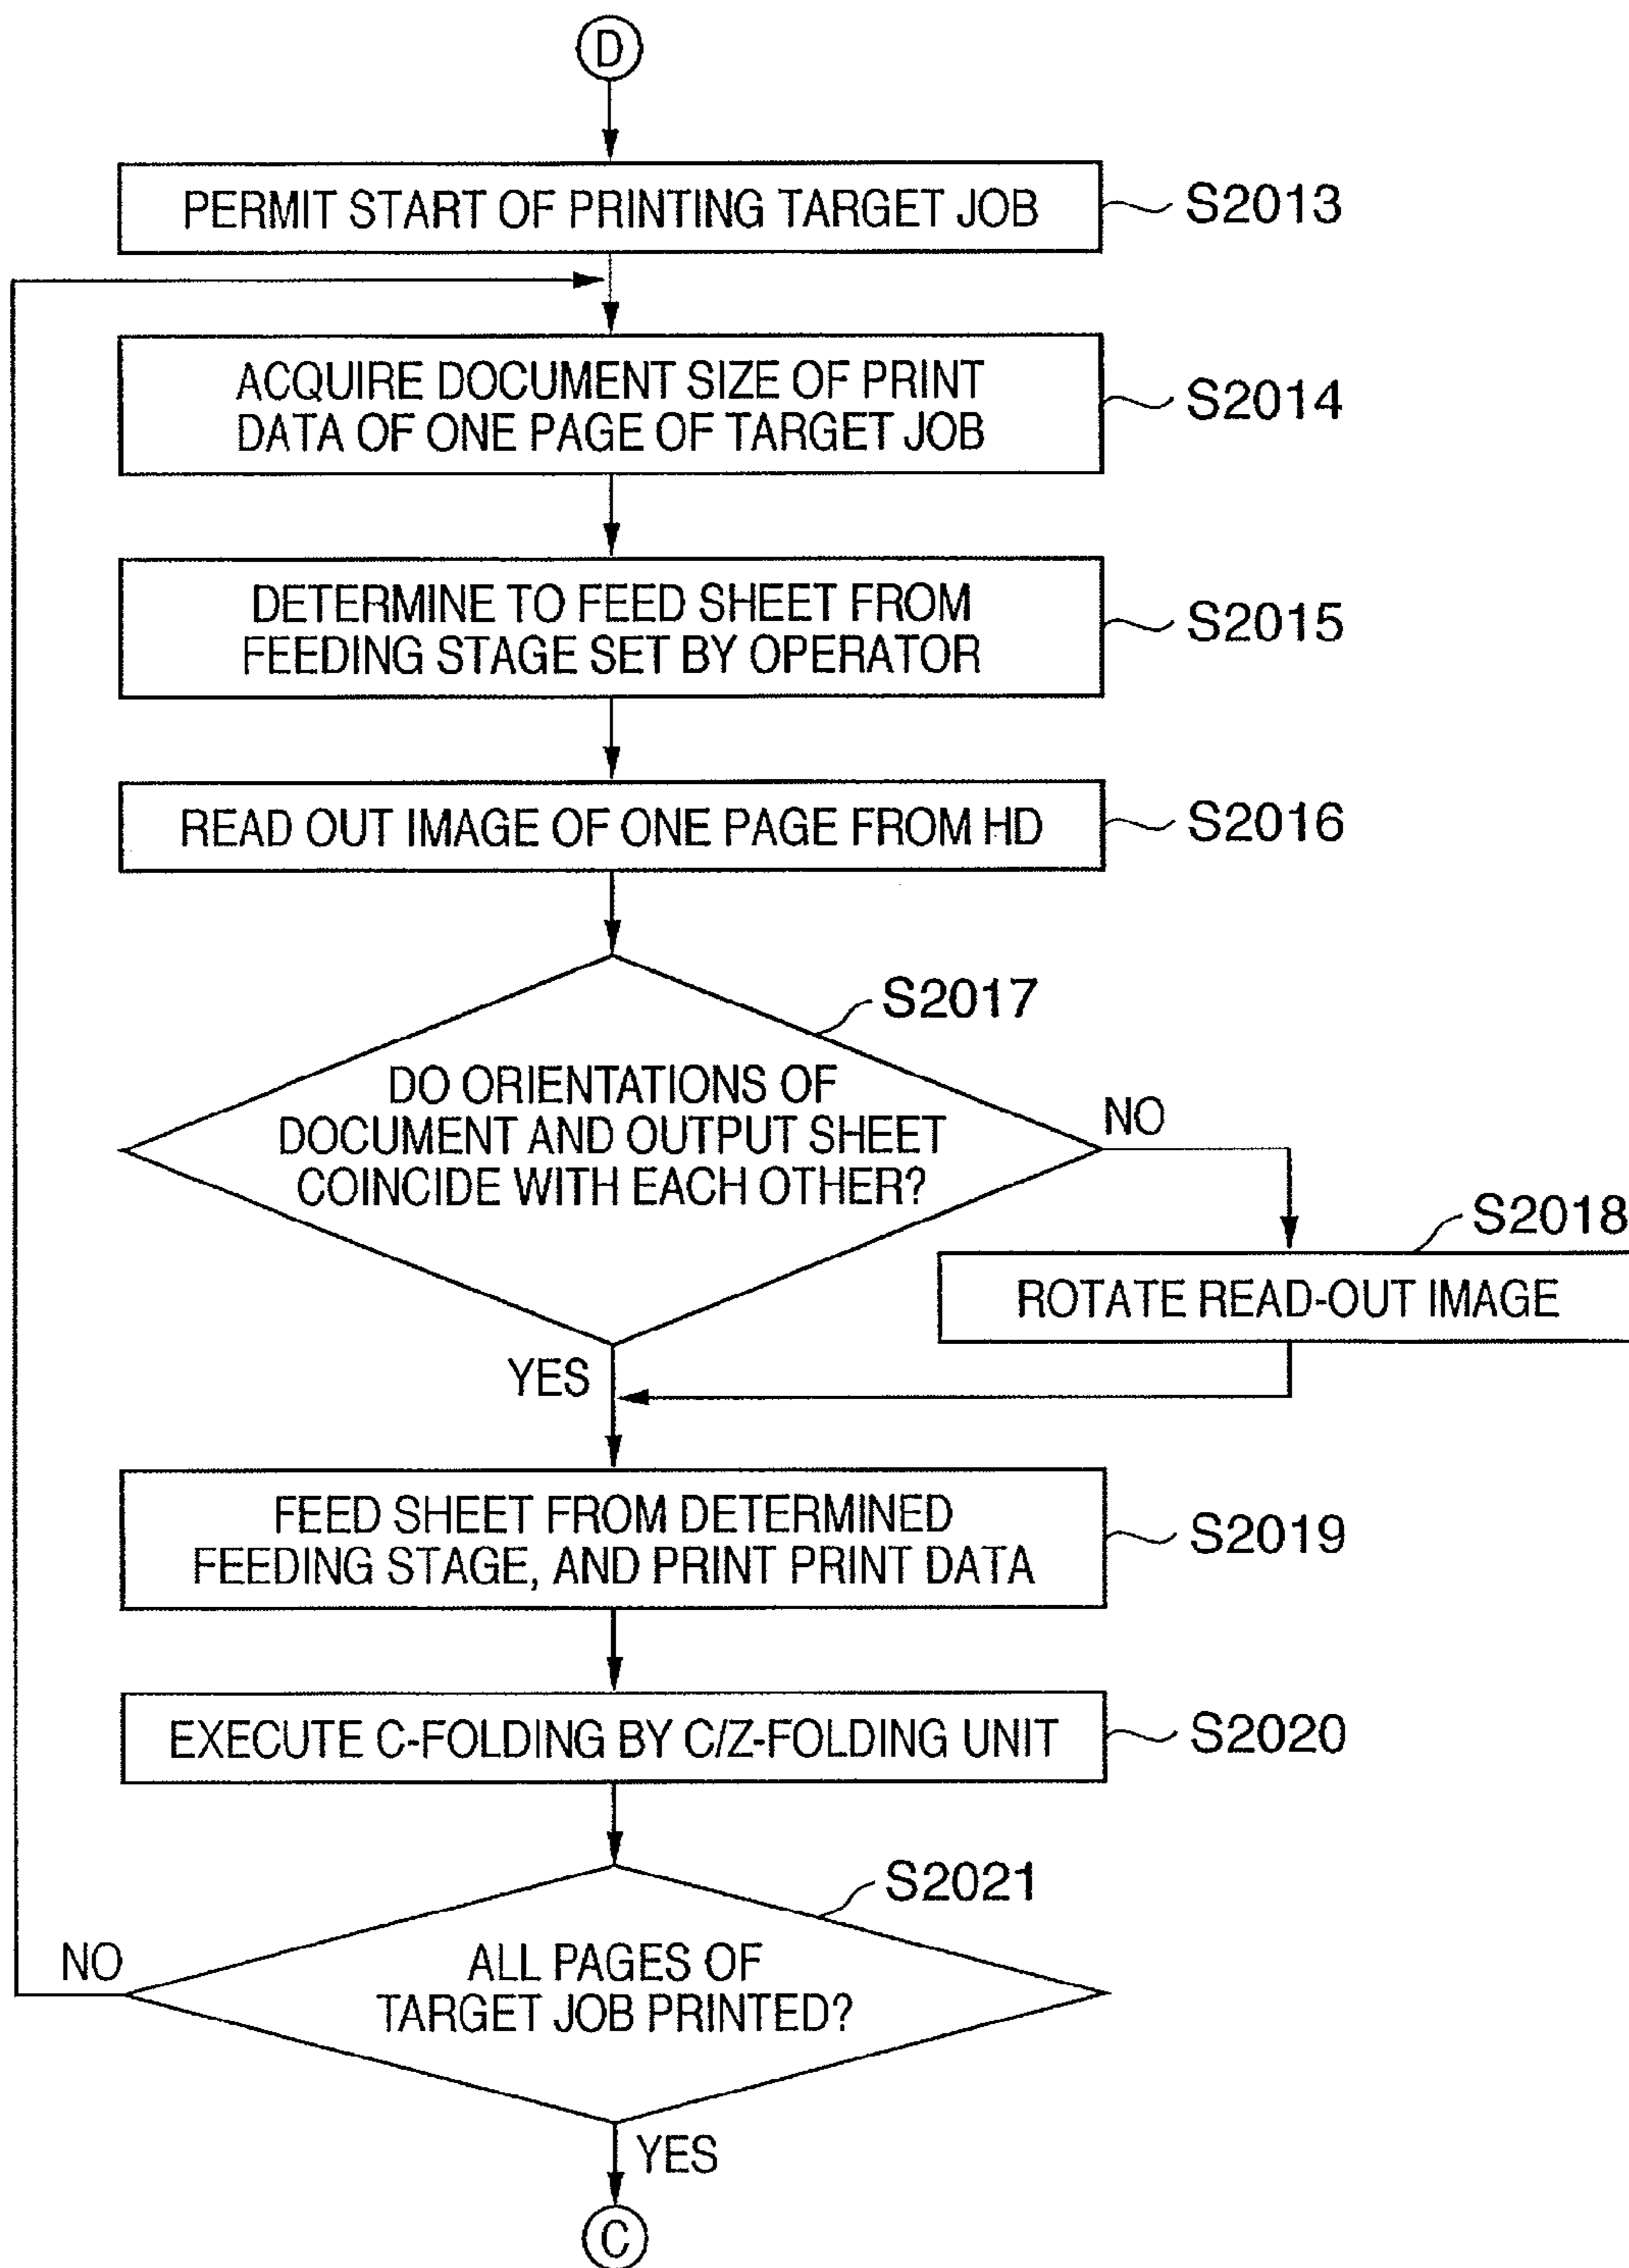 D
PERMIT START OF PRINTING TARGET JOB
S2013
ACQUIRE DOCUMENT SIZE OF PRINT
DATA OF ONE PAGE OF TARGET JOB
S2014
DETERMINE TO FEED SHEET FROM
FEEDING STAGE SET BY OPERATOR
S2015
READ OUT IMAGE OF ONE PAGE FROM HD
S2016
S2017
DO ORIENTATIONS OF
DOCUMENT AND OUTPUT SHEET
COINCIDE WITH EACH OTHER?
NO
S2018
ROTATE READ-OUT IMAGE
YES
FEED SHEET FROM DETERMINED
FEEDING STAGE, AND PRINT PRINT DATA
S2019
EXECUTE C-FOLDING BY C/Z-FOLDING UNIT
S2020
S2021
ALL PAGES OF
TARGET JOB PRINTED?
NO
YES
C